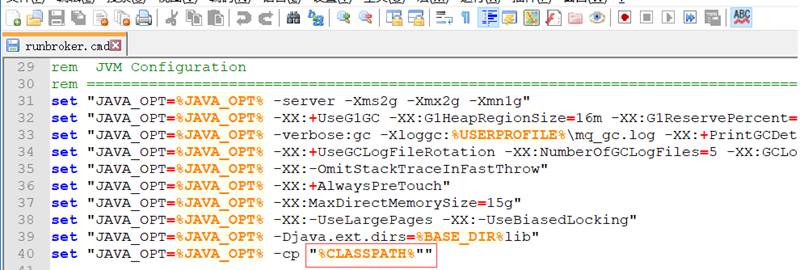 runbroker.cmd
29 rem  JVM Configuration
30 rem ===========================================================================
31 set "JAVA_OPT=%JAVA_OPT% -server -Xms2g -Xmx2g -Xmn1g"
32 set "JAVA_OPT=%JAVA_OPT% -XX:+UseG1GC -XX:G1HeapRegionSize=16m -XX:G1ReservePercent=
33 set "JAVA_OPT=%JAVA_OPT% -verbose:gc -Xloggc:%USERPROFILE%\mq_gc.log -XX:+PrintGCDet
34 set "JAVA_OPT=%JAVA_OPT% -XX:+UseGCLogFileRotation -XX:NumberOfGCLogFiles=5 -XX:GCLo
35 set "JAVA_OPT=%JAVA_OPT% -XX:-OmitStackTraceInFastThrow"
36 set "JAVA_OPT=%JAVA_OPT% -XX:+AlwaysPreTouch"
37 set "JAVA_OPT=%JAVA_OPT% -XX:MaxDirectMemorySize=15g"
38 set "JAVA_OPT=%JAVA_OPT% -XX:-UseLargePages -XX:-UseBiasedLocking"
39 set "JAVA_OPT=%JAVA_OPT% -Djava.ext.dirs=%BASE_DIR%lib"
40 set "JAVA_OPT=%JAVA_OPT% -cp "%CLASSPATH%""